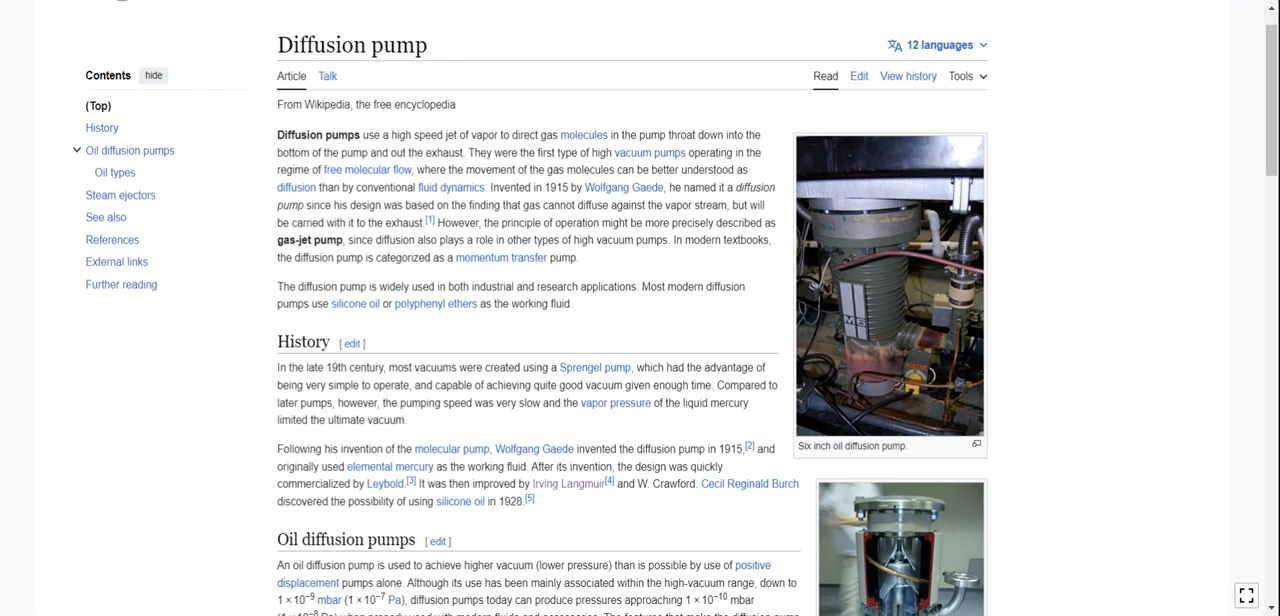 Diffusion pump
12 languages
Contents hide
Article Talk
Read Edit View history Tools
(Top)
From Wikipedia, the free encyclopedia
History
Oil diffusion pumps
Oil types
Steam ejectors
See also
References
External links
Further reading
Diffusion pumps use a high speed jet of vapor to direct gas molecules in the pump throat down into the
bottom of the pump and out the exhaust. They were the first type of high vacuum pumps operating in the
regime of free molecular flow, where the movement of the gas molecules can be better understood as
diffusion than by conventional fluid dynamics. Invented in 1915 by Wolfgang Gaede, he named it a diffusion
pump since his design was based on the finding that gas cannot diffuse against the vapor stream, but will
be carried with it to the exhaust.[1] However, the principle of operation might be more precisely described as
gas-jet pump, since diffusion also plays a role in other types of high vacuum pumps. In modern textbooks,
the diffusion pump is categorized as a momentum transfer pump.
The diffusion pump is widely used in both industrial and research applications. Most modern diffusion
pumps use silicone oil or polyphenyl ethers as the working fluid.
M6
Six inch oil diffusion pump.
History [ edit ]
In the late 19th century, most vacuums were created using a Sprengel pump, which had the advantage of
being very simple to operate, and capable of achieving quite good vacuum given enough time. Compared to
later pumps, however, the pumping speed was very slow and the vapor pressure of the liquid mercury
limited the ultimate vacuum.
Following his invention of the molecular pump, Wolfgang Gaede invented the diffusion pump in 1915,[2] and
originally used elemental mercury as the working fluid. After its invention, the design was quickly
commercialized by Leybold.[3] It was then improved by Irving Langmuir[4] and W. Crawford. Cecil Reginald Burch
discovered the possibility of using silicone oil in 1928.[5]
Oil diffusion pumps [ edit ]
An oil diffusion pump is used to achieve higher vacuum (lower pressure) than is possible by use of positive
displacement pumps alone. Although its use has been mainly associated within the high-vacuum range, down to
1 × 10−9 mbar (1 × 10−7 Pa), diffusion pumps today can produce pressures approaching 1 × 10−10 mbar